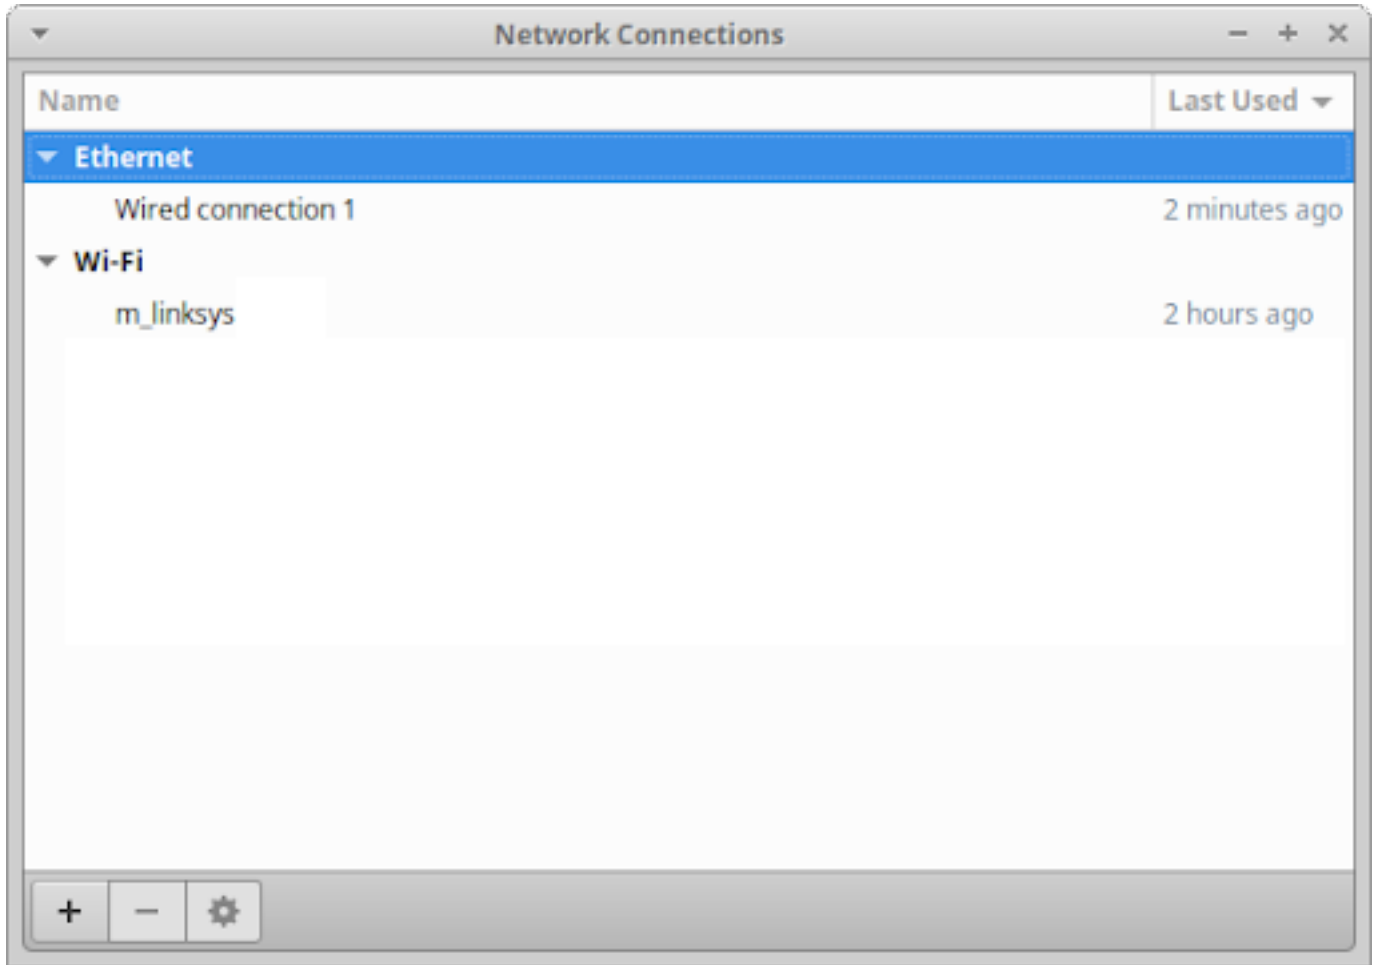 Network Connections
Name Last Used
Ethernet
Wired connection 1 2 minutes ago
Wi-Fi
m_linksys 2 hours ago